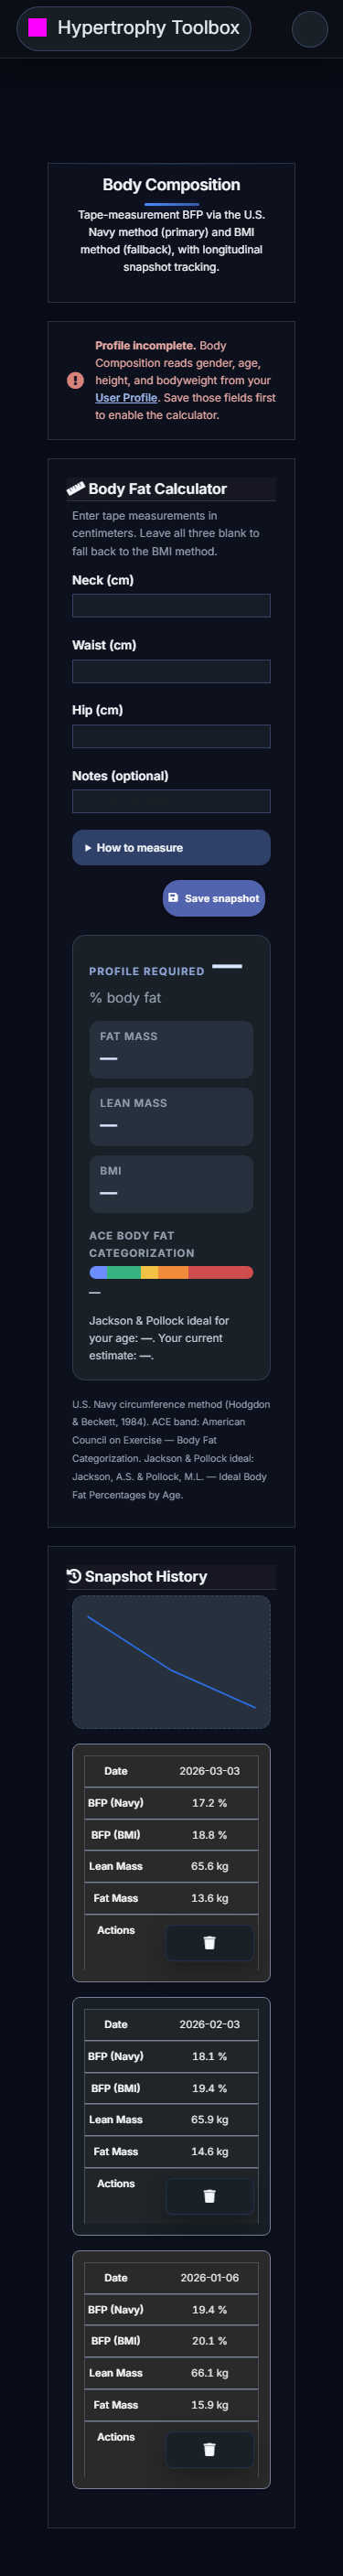 Hypertrophy Toolbox
Body Composition
Tape-measurement BFP via the U.S.
Navy method (primary) and BMI
method (fallback), with longitudinal
snapshot tracking.
Profile incomplete. Body
Composition reads gender, age,
height, and bodyweight from your
User Profile. Save those fields first
to enable the calculator.
Body Fat Calculator
Enter tape measurements in
centimeters. Leave all three blank to
fall back to the BMI method.
Neck (cm)
Waist (cm)
Hip (cm)
Notes (optional)
How to measure
Save snapshot
PROFILE REQUIRED —
% body fat
FAT MASS
—
LEAN MASS
—
BMI
—
ACE BODY FAT
CATEGORIZATION
—
Jackson & Pollock ideal for
your age: —. Your current
estimate: —.
U.S. Navy circumference method (Hodgdon
& Beckett, 1984). ACE band: American
Council on Exercise — Body Fat
Categorization. Jackson & Pollock ideal:
Jackson, A.S. & Pollock, M.L. — Ideal Body
Fat Percentages by Age.
Snapshot History
Date 2026-03-03
BFP (Navy) 17.2 %
BFP (BMI) 18.8 %
Lean Mass 65.6 kg
Fat Mass 13.6 kg
Actions
Date 2026-02-03
BFP (Navy) 18.1 %
BFP (BMI) 19.4 %
Lean Mass 65.9 kg
Fat Mass 14.6 kg
Actions
Date 2026-01-06
BFP (Navy) 19.4 %
BFP (BMI) 20.1 %
Lean Mass 66.1 kg
Fat Mass 15.9 kg
Actions